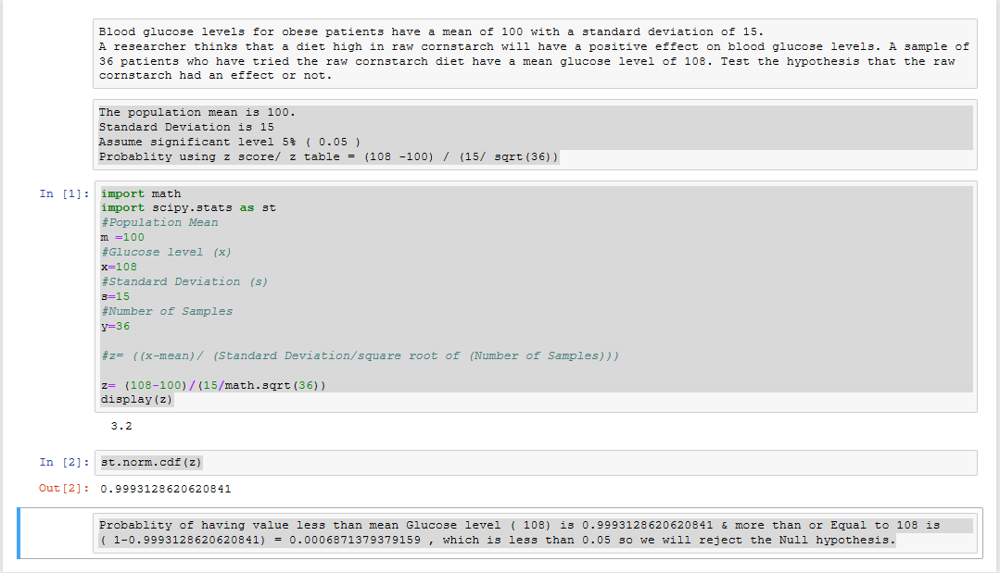 Blood glucose levels for obese patients have a mean of 100 with a standard deviation of 15.
A researcher thinks that a diet high in raw cornstarch will have a positive effect on blood glucose levels. A sample of
36 patients who have tried the raw cornstarch diet have a mean glucose level of 108. Test the hypothesis that the raw
cornstarch had an effect or not.
The population mean is 100.
Standard Deviation is 15
Assume significant level 5% ( 0.05 )
Probablity using z score/ z table = (108 -100) / (15/ sqrt(36))
In [1]: import math
import scipy.stats as st
#Population Mean
m =100
#Glucose level (x)
x=108
#Standard Deviation (s)
s=15
#Number of Samples
y=36
#z= ((x-mean)/ (Standard Deviation/square root of (Number of Samples)))
z= (108-100)/(15/math.sqrt(36))
display(z)
3.2
In [2]: st.norm.cdf(z)
Out[2]: 0.9993128620620841
Probablity of having value less than mean Glucose level ( 108) is 0.9993128620620841 & more than or Equal to 108 is
( 1-0.9993128620620841) = 0.0006871379379159 , which is less than 0.05 so we will reject the Null hypothesis.